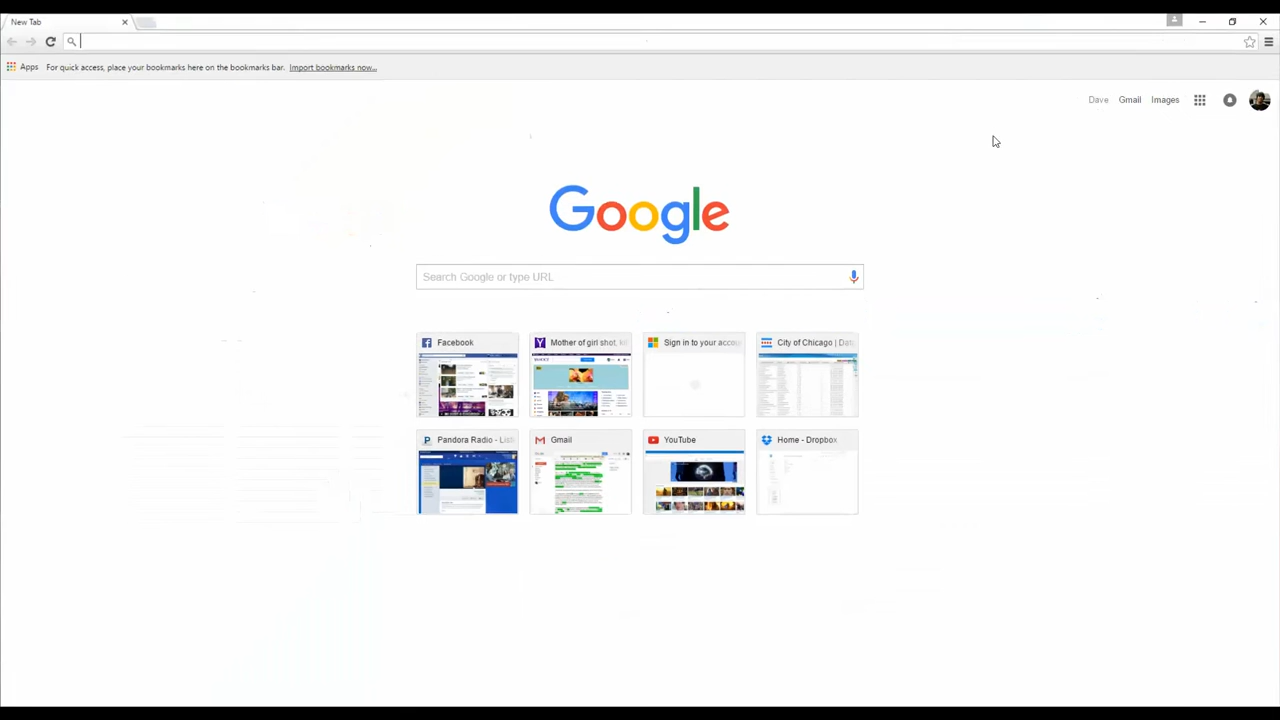 New Tab
Apps For quick access, place your bookmarks here on the bookmarks bar. Import bookmarks now...
Dave Gmail Images
Google
Search Google or type URL
Facebook
Mother of girl shot, ki
Sign in to your accou
City of Chicago | Dat
Pandora Radio - List
Gmail
YouTube
Home - Dropbox